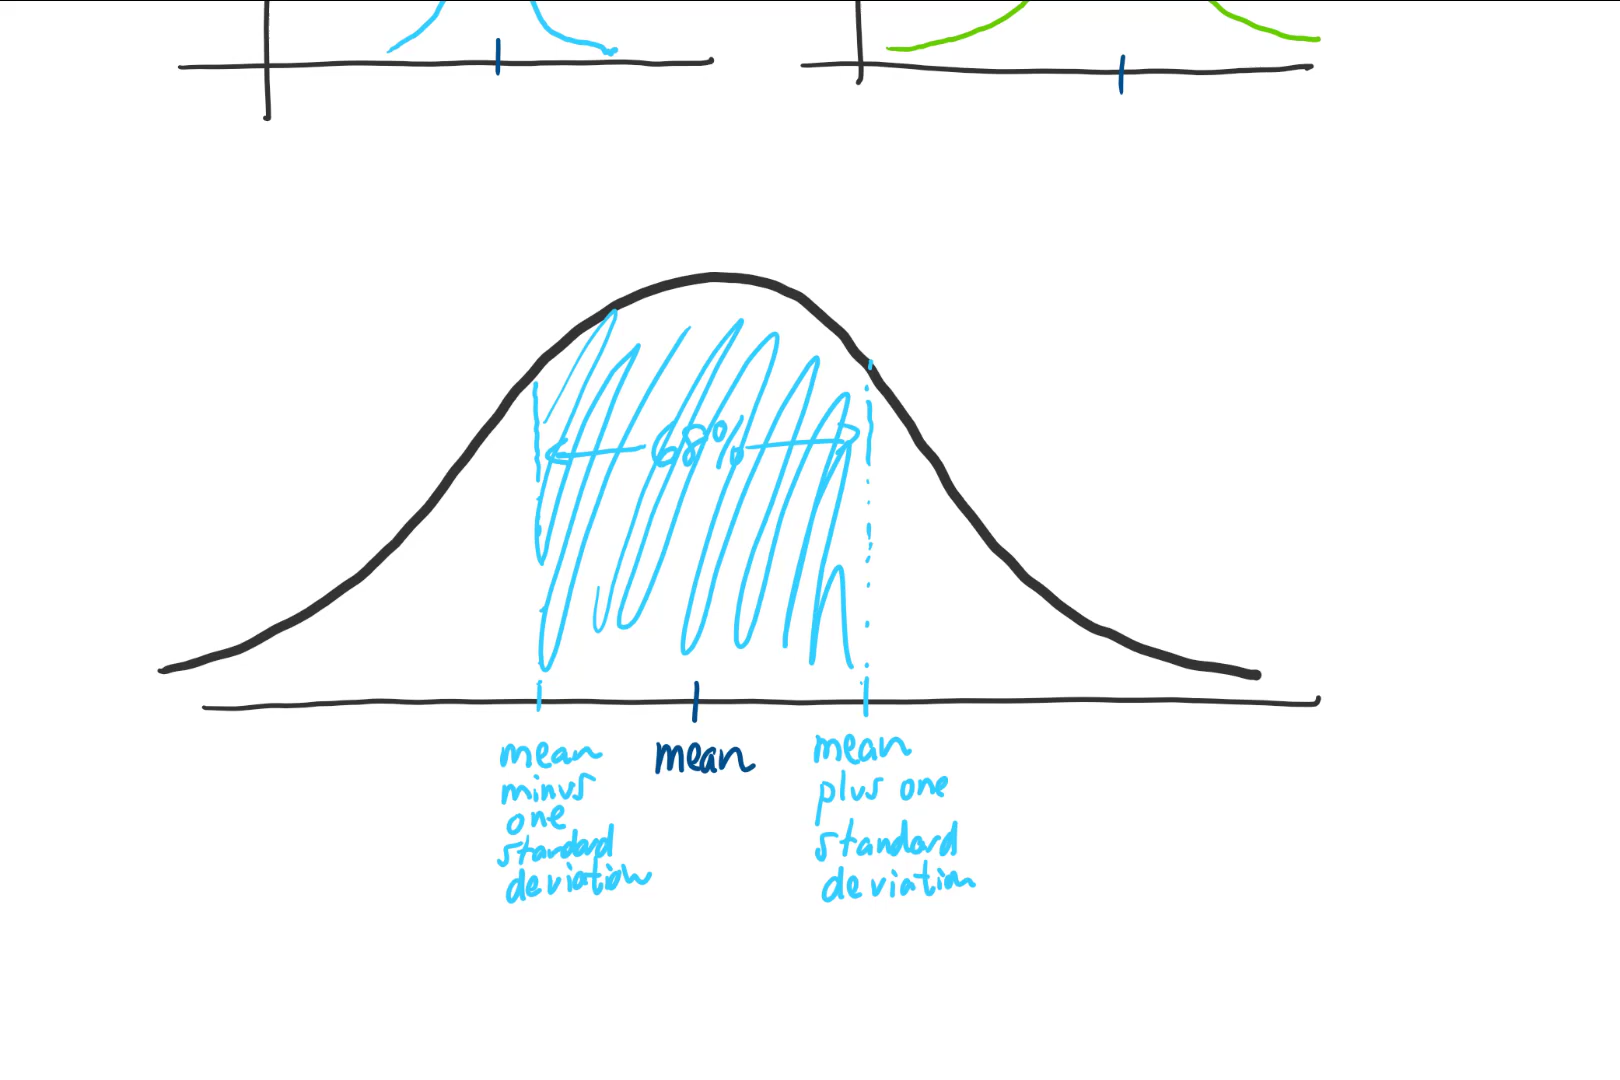 68%
mean
minus
one
standard
deviation
mean
mean
plus one
standard
deviation